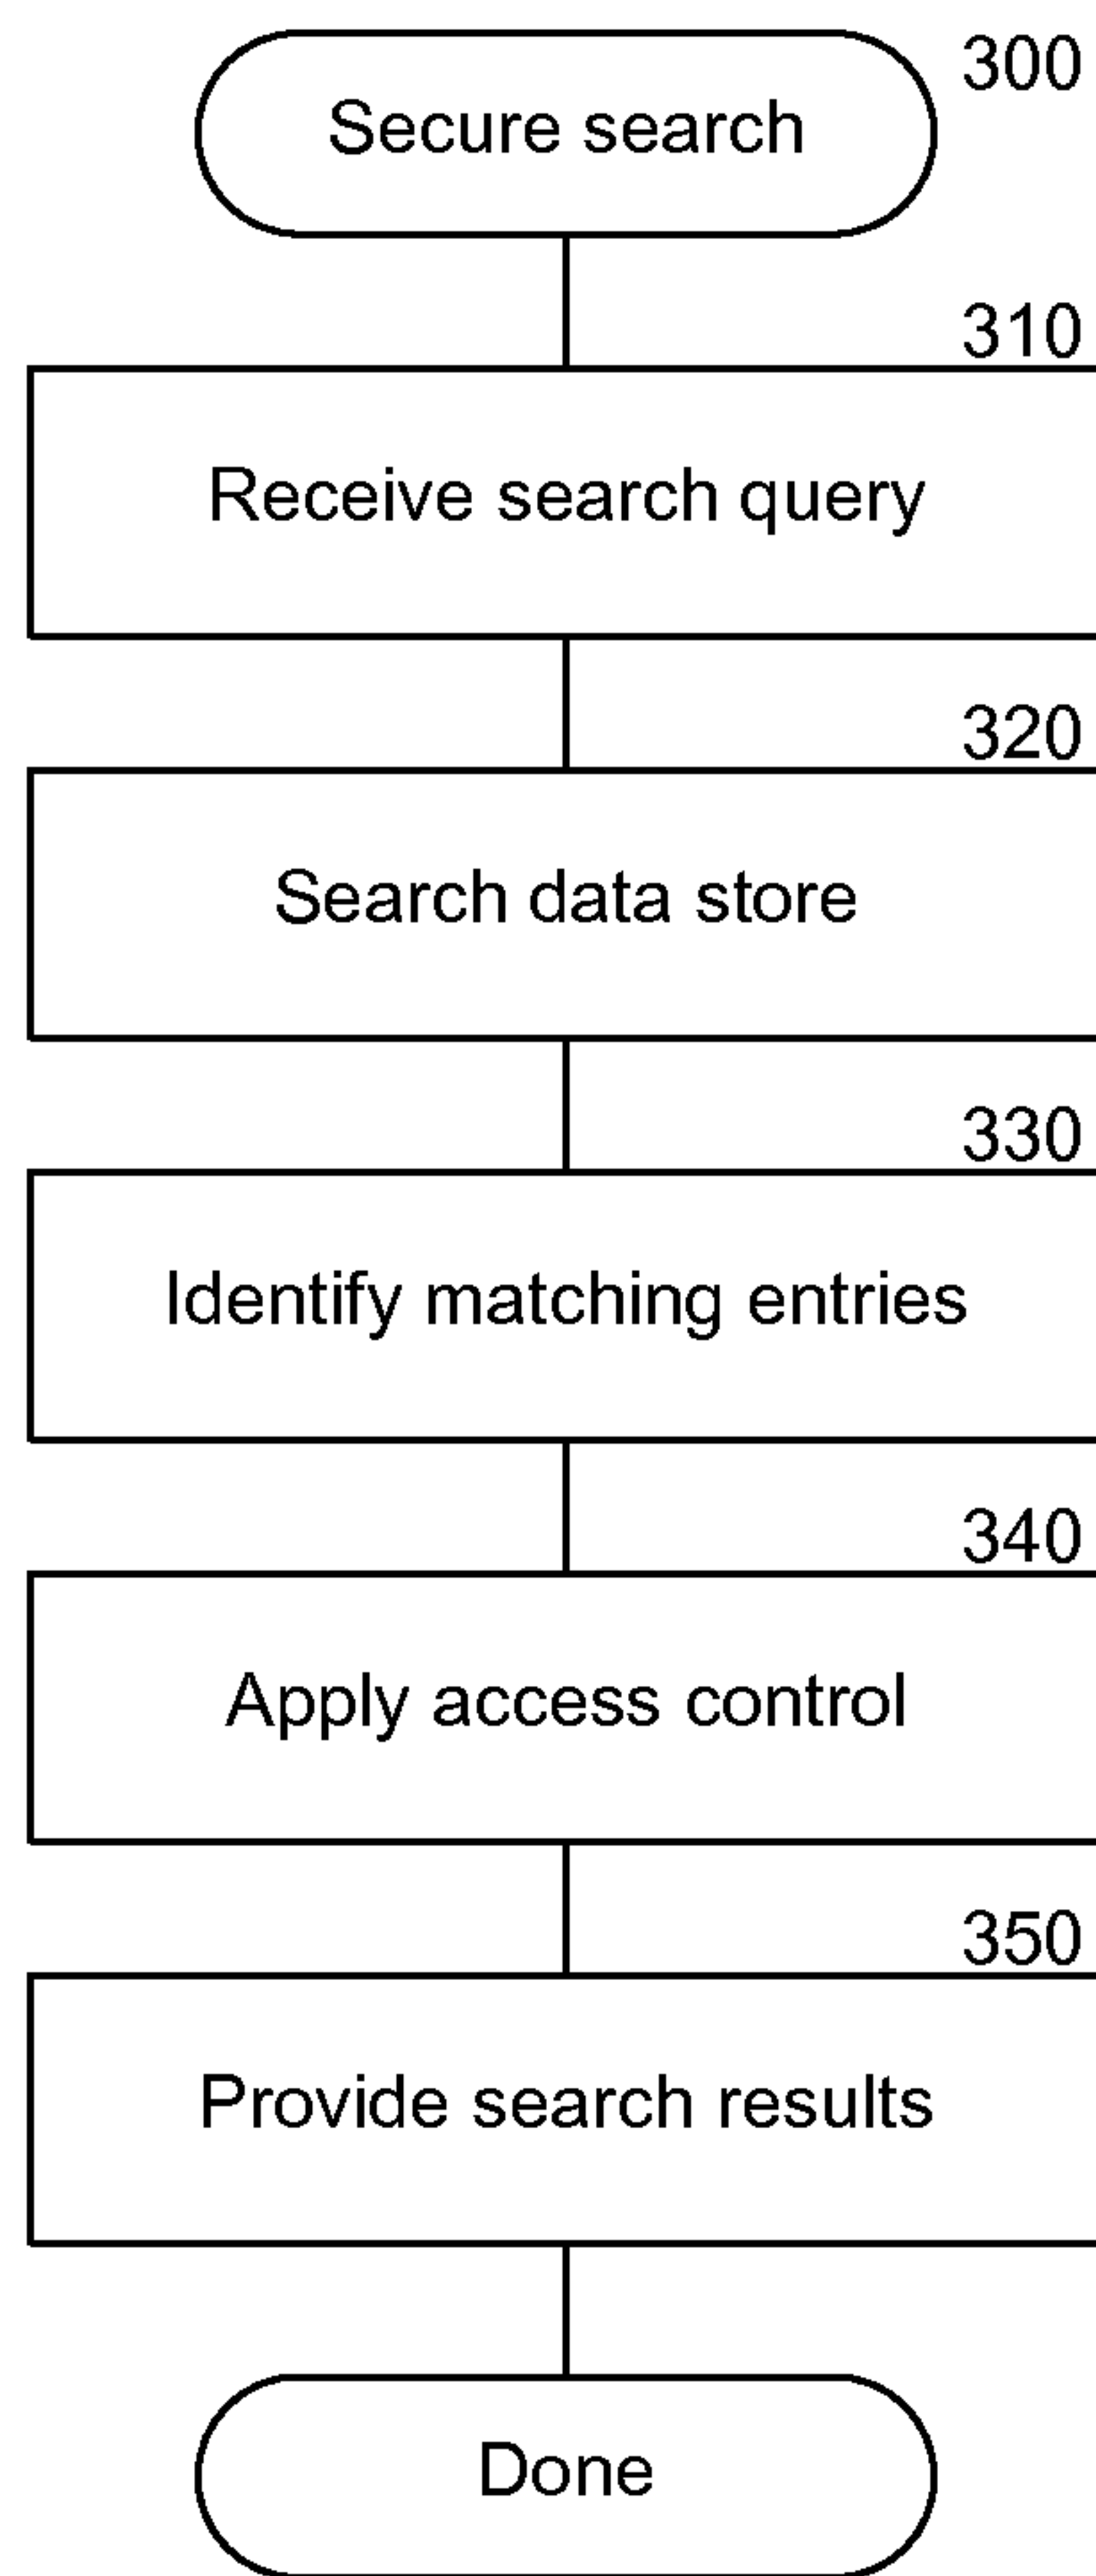 300
Secure search
310
Receive search query
320
Search data store
330
Identify matching entries
340
Apply access control
350
Provide search results
Done